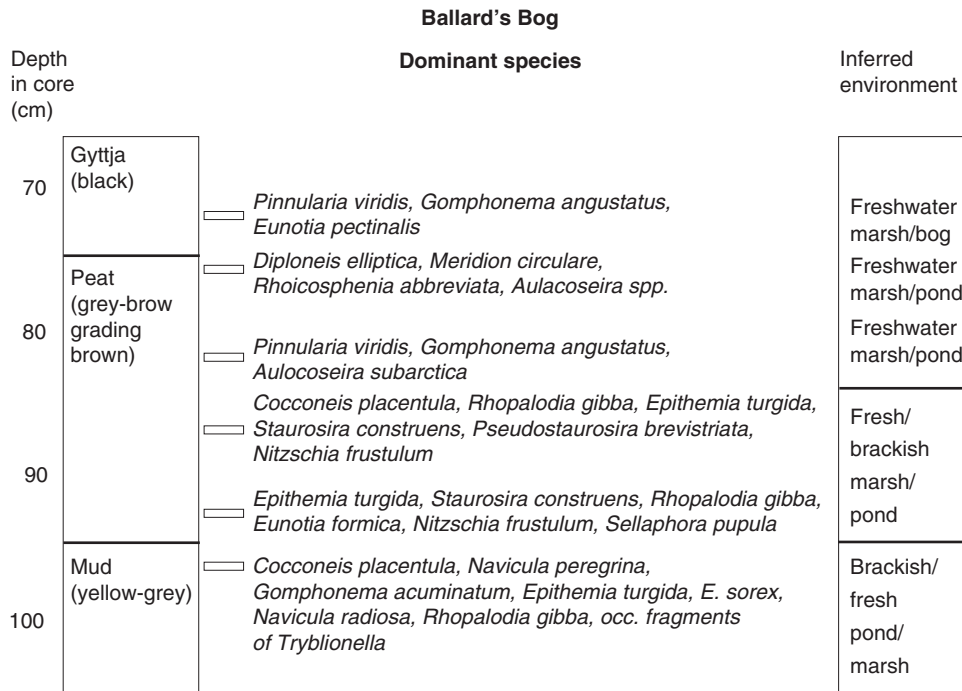 Ballard's Bog
Depth
in core
(cm)
Dominant species
Inferred
environment
Gyttja
(black)
70
Pinnularia viridis, Gomphonema angustatus,
Eunotia pectinalis
Freshwater
marsh/bog
Peat
(grey-brow
grading
brown)
Diploneis elliptica, Meridion circulare,
Rhoicosphenia abbreviata, Aulacoseira spp.
Freshwater
marsh/pond
80
Pinnularia viridis, Gomphonema angustatus,
Aulocoseira subarctica
Freshwater
marsh/pond
Cocconeis placentula, Rhopalodia gibba, Epithemia turgida,
Staurosira construens, Pseudostaurosira brevistriata,
Nitzschia frustulum
Fresh/
brackish
marsh/
pond
90
Epithemia turgida, Staurosira construens, Rhopalodia gibba,
Eunotia formica, Nitzschia frustulum, Sellaphora pupula
Mud
(yellow-grey)
100
Cocconeis placentula, Navicula peregrina,
Gomphonema acuminatum, Epithemia turgida, E. sorex,
Navicula radiosa, Rhopalodia gibba, occ. fragments
of Tryblionella
Brackish/
fresh
pond/
marsh